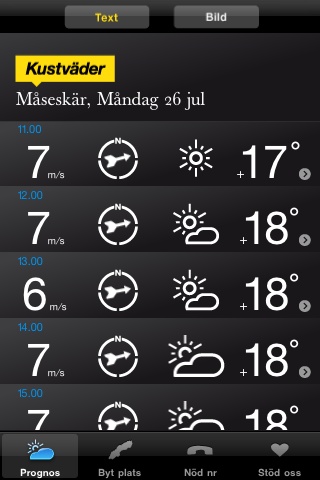 Text Bild
Kustväder
Måseskär, Måndag 26 jul
11.00
7 m/s N +17°
12.00
7 m/s N +18°
13.00
6 m/s N +18°
14.00
7 m/s N +18°
15.00
7 m/s N +18°
Prognos Byt plats Nöd nr Stöd oss